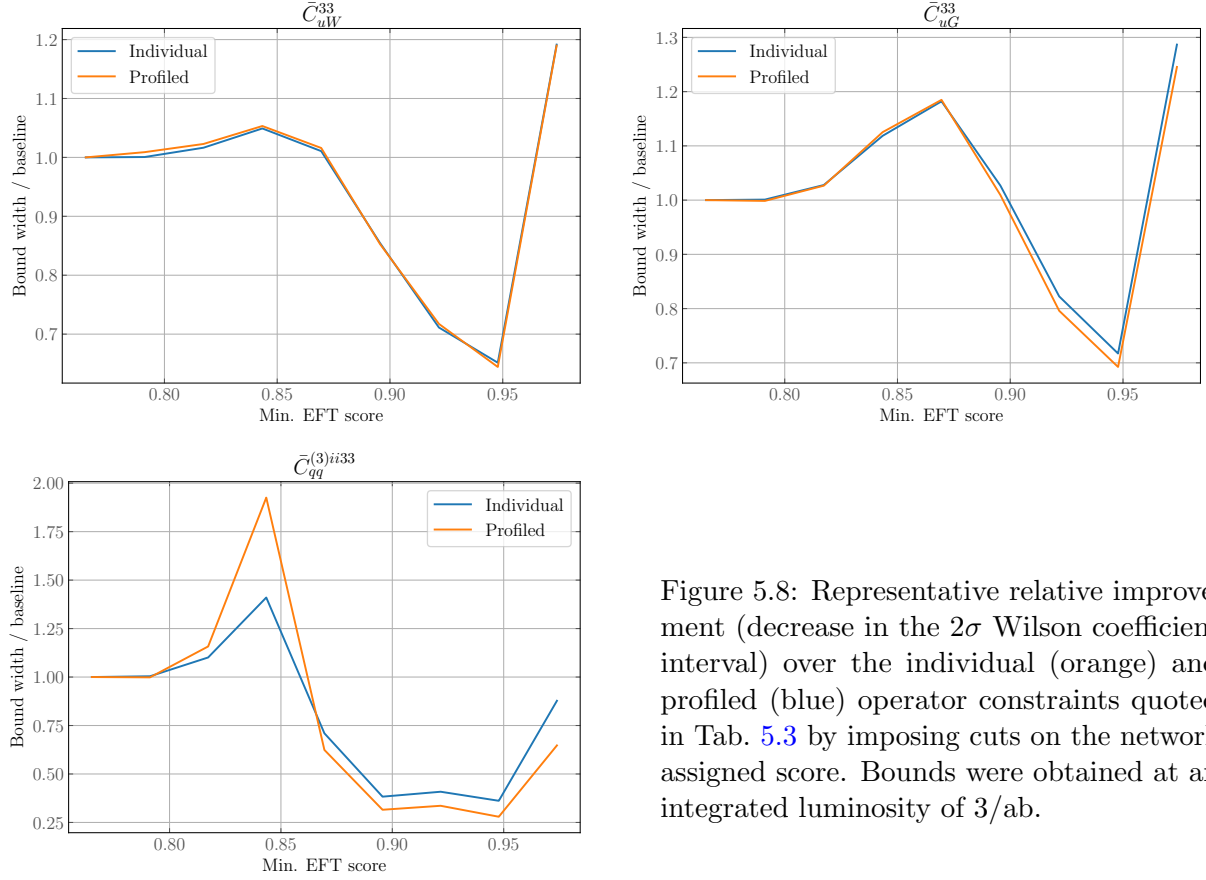 C̄³³_uW
1.2
1.1
1.0
0.9
0.8
0.7
Bound width / baseline
Individual
Profiled
0.80 0.85 0.90 0.95
Min. EFT score
C̄³³_uG
1.3
1.2
1.1
1.0
0.9
0.8
0.7
Bound width / baseline
Individual
Profiled
0.80 0.85 0.90 0.95
Min. EFT score
C̄^(3)ii33_qq
2.00
1.75
1.50
1.25
1.00
0.75
0.50
0.25
Bound width / baseline
Individual
Profiled
0.80 0.85 0.90 0.95
Min. EFT score
Figure 5.8: Representative relative improve
ment (decrease in the 2σ Wilson coefficien
interval) over the individual (orange) and
profiled (blue) operator constraints quoted
in Tab. 5.3 by imposing cuts on the network
assigned score. Bounds were obtained at an
integrated luminosity of 3/ab.